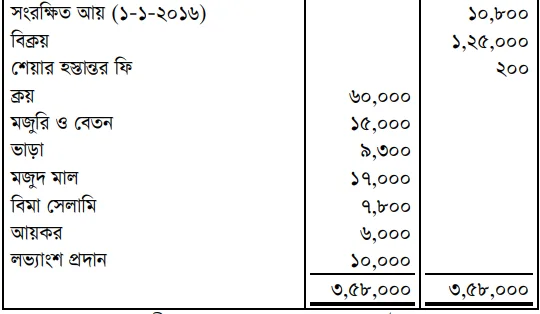 সংরক্ষিত আয় (১-১-২০১৬) ১০,৮০০
বিক্রয় ১,২৫,০০০
শেয়ার হস্তান্তর ফি ২০০
ক্রয় ৬০,০০০
মজুরি ও বেতন ১৫,০০০
ভাড়া ৯,৩০০
মজুদ মাল ১৭,০০০
বিমা সেলামি ৭,৮০০
আয়কর ৬,০০০
লভ্যাংশ প্রদান ১০,০০০
৩,৫৮,০০০ ৩,৫৮,০০০